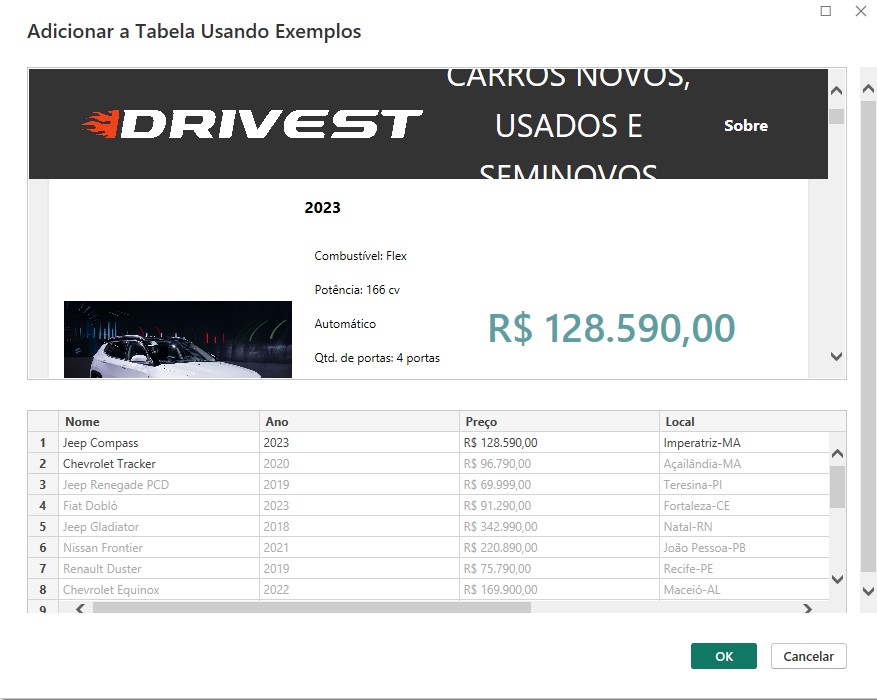 Adicionar a Tabela Usando Exemplos
CARROS NOVOS,
USADOS E
SEMINOVOS
DRIVEST
Sobre
2023
Combustível: Flex
Potência: 166 cv
Automático
Qtd. de portas: 4 portas
R$ 128.590,00
Nome Ano Preço Local
1 Jeep Compass 2023 R$ 128.590,00 Imperatriz-MA
2 Chevrolet Tracker 2020 R$ 96.790,00 Açailândia-MA
3 Jeep Renegade PCD 2019 R$ 69.999,00 Teresina-PI
4 Fiat Doblò 2023 R$ 91.290,00 Fortaleza-CE
5 Jeep Gladiator 2018 R$ 342.990,00 Natal-RN
6 Nissan Frontier 2021 R$ 220.890,00 João Pessoa-PB
7 Renault Duster 2019 R$ 75.790,00 Recife-PE
8 Chevrolet Equinox 2022 R$ 169.900,00 Maceió-AL
9
OK Cancelar